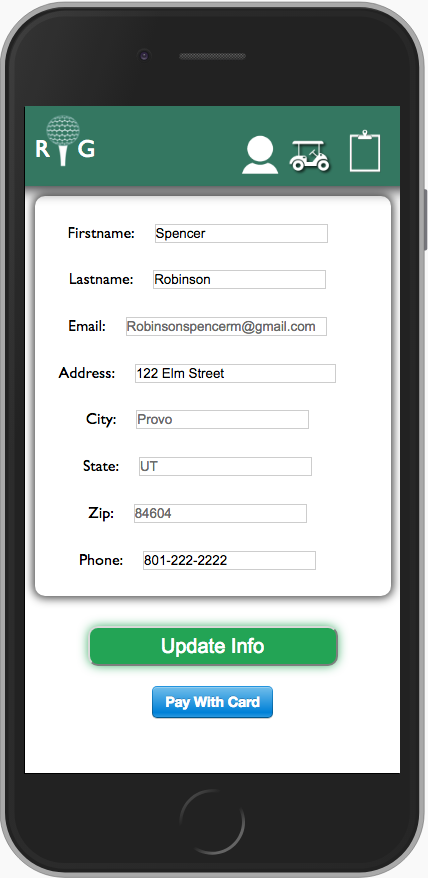 R G
Firstname: Spencer
Lastname: Robinson
Email: Robinsonspencerm@gmail.com
Address: 122 Elm Street
City: Provo
State: UT
Zip: 84604
Phone: 801-222-2222
Update Info
Pay With Card